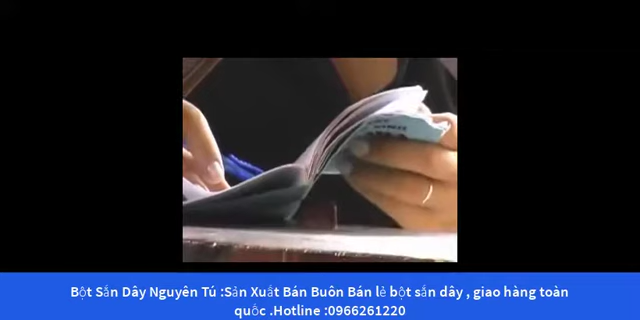 Bột Sắn Dây Nguyên Tú :Sản Xuất Bán Buôn Bán lẻ bột sắn dây , giao hàng toàn
quốc .Hotline :0966261220